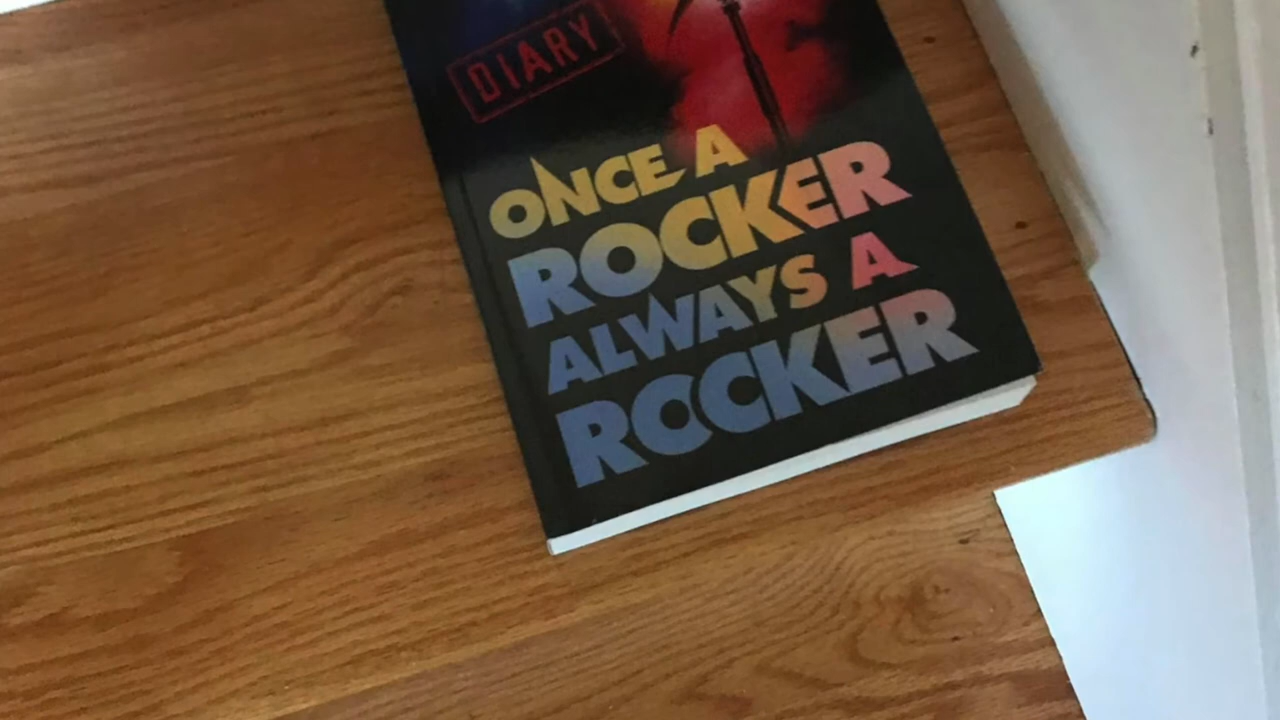 DIARY
ONCE A
ROCKER
ALWAYS A
ROCKER